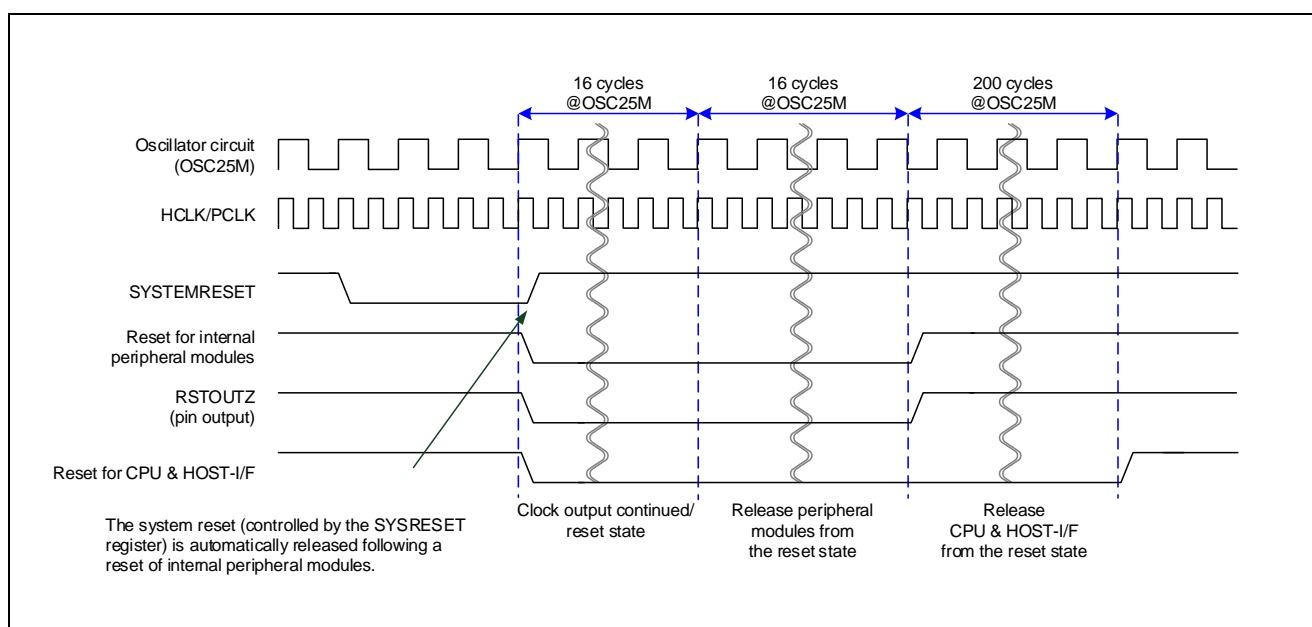 16 cycles
@OSC25M
16 cycles
@OSC25M
200 cycles
@OSC25M
Oscillator circuit
(OSC25M)
HCLK/PCLK
SYSTEMRESET
Reset for internal
peripheral modules
RSTOUTZ
(pin output)
Reset for CPU & HOST-I/F
Clock output continued/
reset state
Release peripheral
modules from
the reset state
Release
CPU & HOST-I/F
from the reset state
The system reset (controlled by the SYSRESET
register) is automatically released following a
reset of internal peripheral modules.